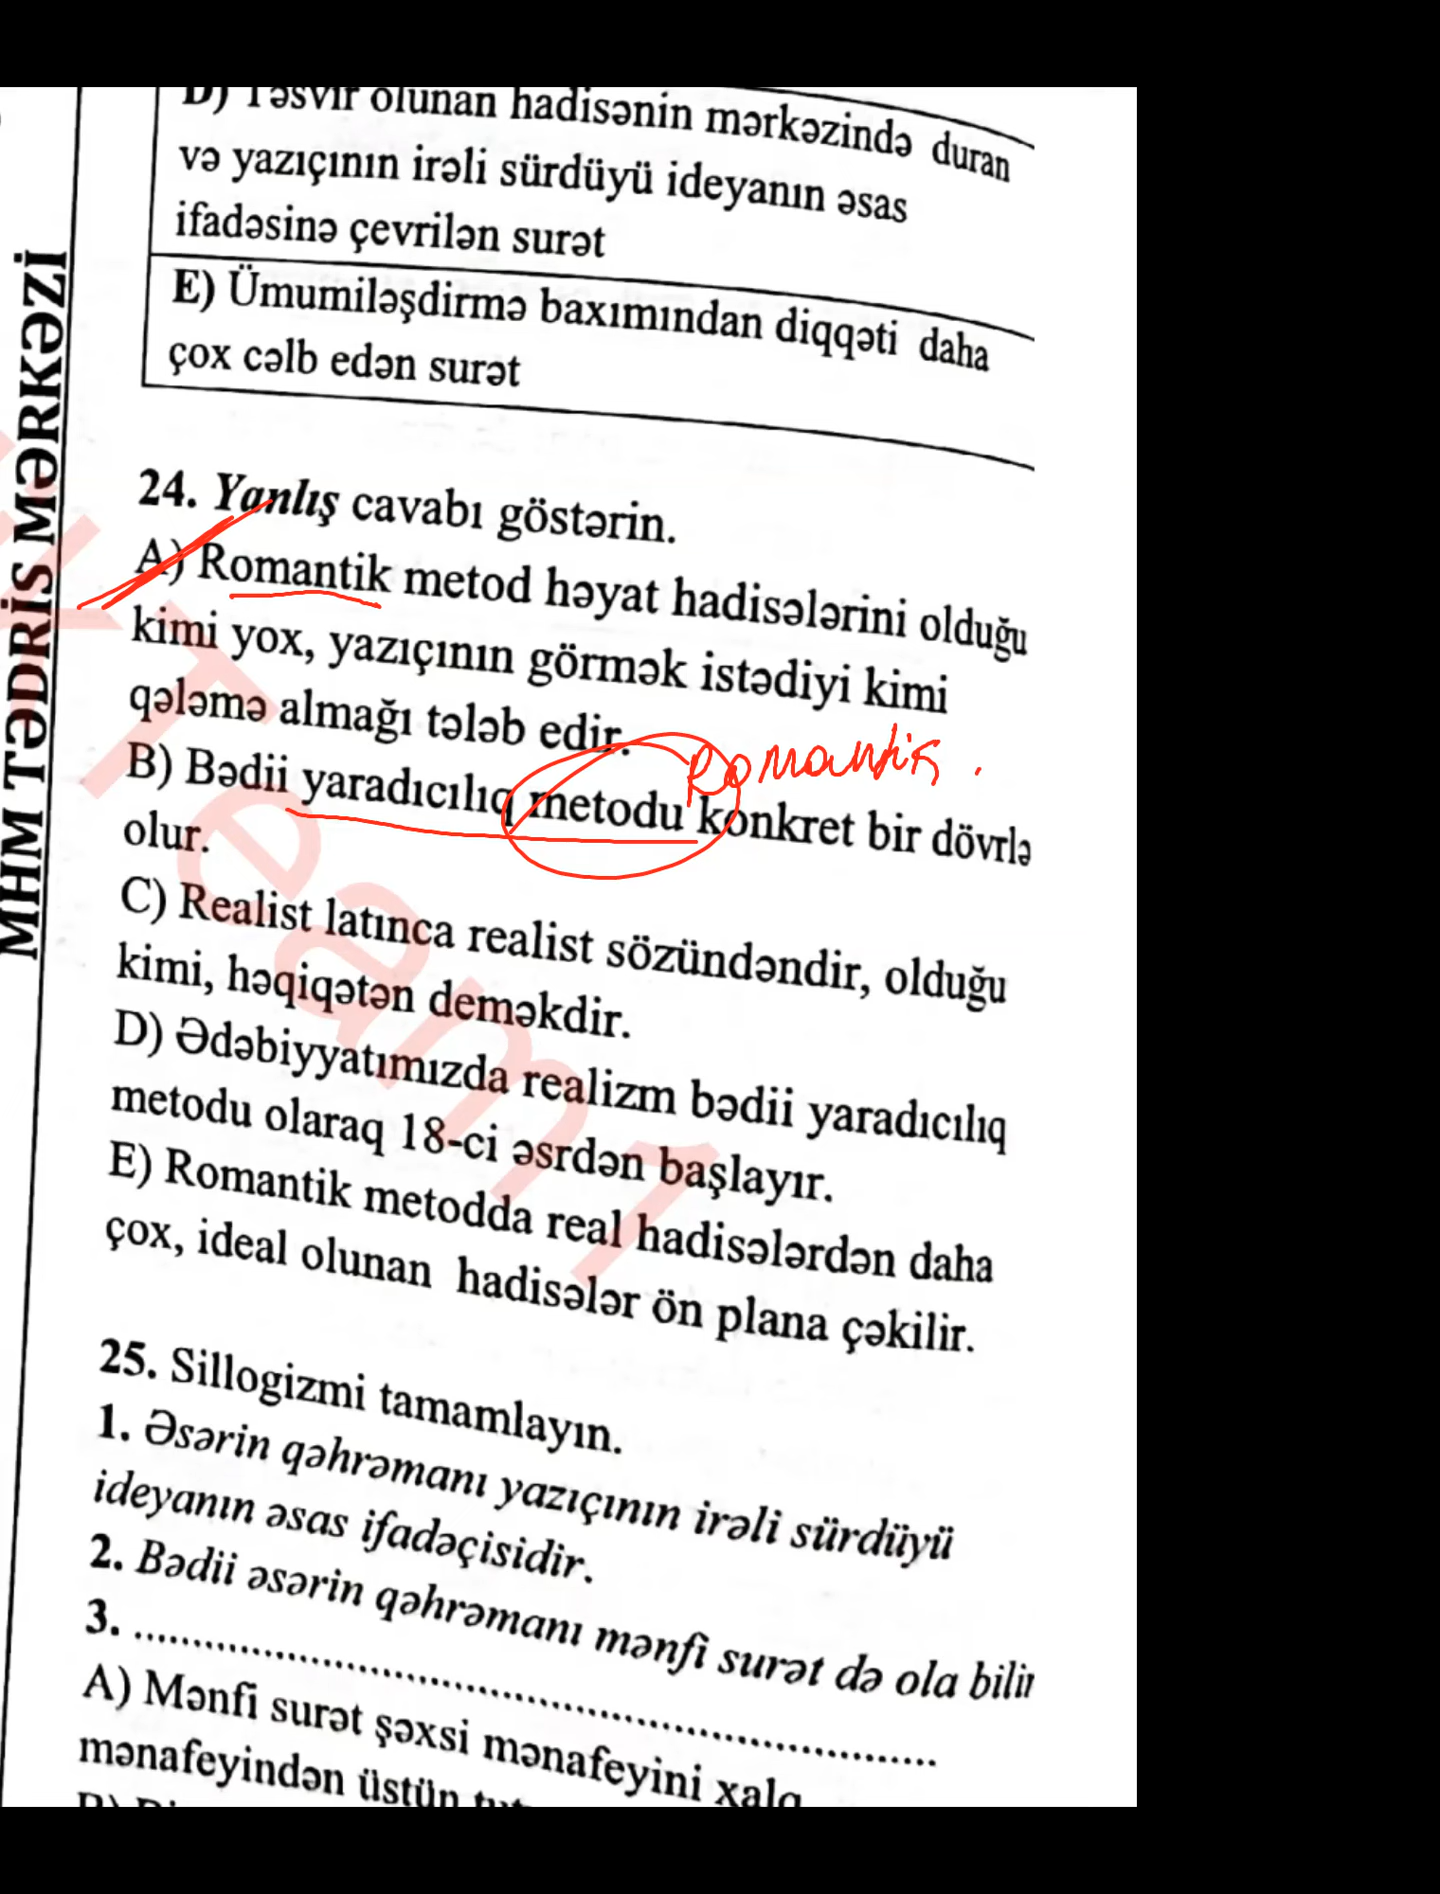 MHM TƏDRİS MƏRKƏZİ
D) Təsvir olunan hadisənin mərkəzində duran
və yazıçının irəli sürdüyü ideyanın əsas
ifadəsinə çevrilən surət
E) Ümumiləşdirmə baxımından diqqəti daha
çox cəlb edən surət
24. Yanlış cavabı göstərin.
A) Romantik metod həyat hadisələrini olduğu
kimi yox, yazıçının görmək istədiyi kimi
qələmə almağı tələb edir.
Romantik.
B) Bədii yaradıcılıq metodu konkret bir dövrlə
olur.
C) Realist latınca realist sözündəndir, olduğu
kimi, həqiqətən deməkdir.
D) Ədəbiyyatımızda realizm bədii yaradıcılıq
metodu olaraq 18-ci əsrdən başlayır.
E) Romantik metodda real hadisələrdən daha
çox, ideal olunan hadisələr ön plana çəkilir.
25. Sillogizmi tamamlayın.
1. Əsərin qəhrəmanı yazıçının irəli sürdüyü
ideyanın əsas ifadəçisidir.
2. Bədii əsərin qəhrəmanı mənfi surət də ola bilir
3. ..........................................................
A) Mənfi surət şəxsi mənafeyini xalq
mənafeyindən üstün
Team1